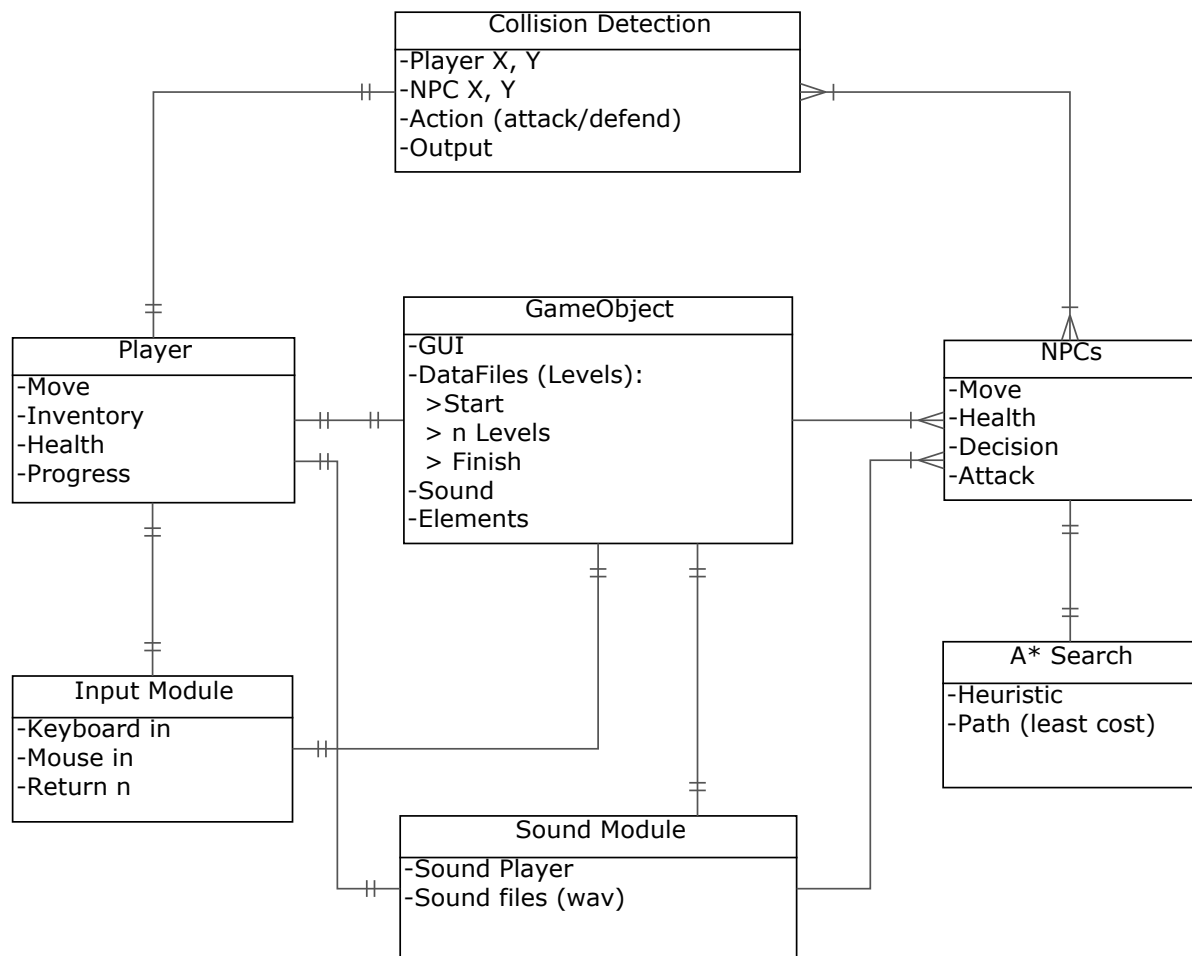 Collision Detection
-Player X, Y
-NPC X, Y
-Action (attack/defend)
-Output
GameObject
-GUI
-DataFiles (Levels):
>Start
> n Levels
> Finish
-Sound
-Elements
Player
-Move
-Inventory
-Health
-Progress
NPCs
-Move
-Health
-Decision
-Attack
Input Module
-Keyboard in
-Mouse in
-Return n
A* Search
-Heuristic
-Path (least cost)
Sound Module
-Sound Player
-Sound files (wav)